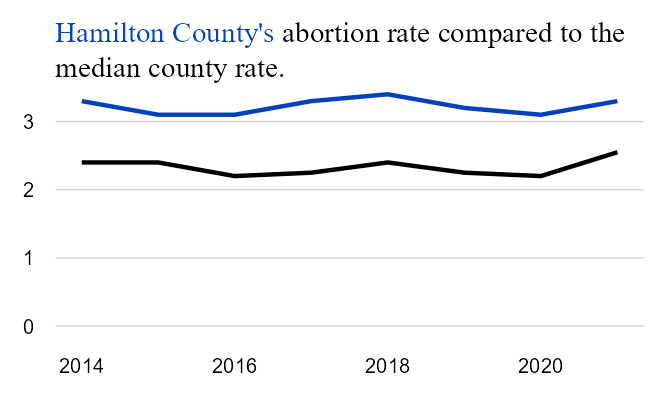 Hamilton County's abortion rate compared to the
median county rate.
3
2
1
0
2014 2016 2018 2020